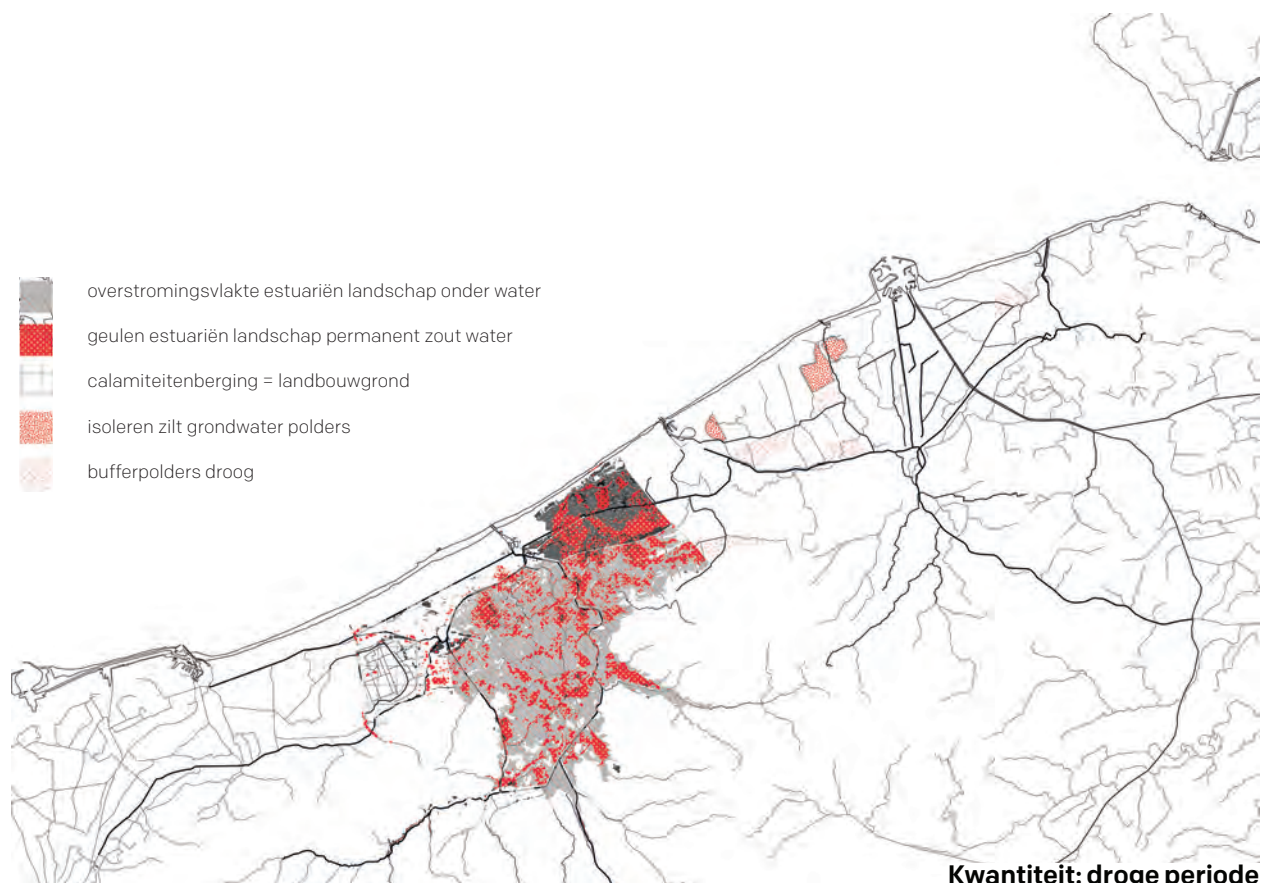 overstromingsvlakte estuariën landschap onder water
geulen estuariën landschap permanent zout water
calamiteitenberging = landbouwgrond
isoleren zilt grondwater polders
bufferpolders droog
Kwantiteit: droge periode